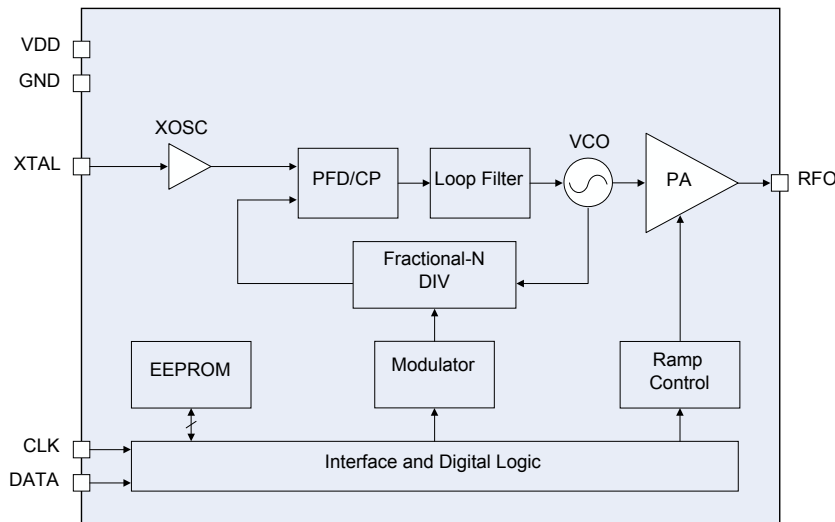 VDD
GND
XOSC
XTAL
PFD/CP
Loop Filter
VCO
PA
RFO
Fractional-N
DIV
EEPROM
Modulator
Ramp
Control
CLK
DATA
Interface and Digital Logic